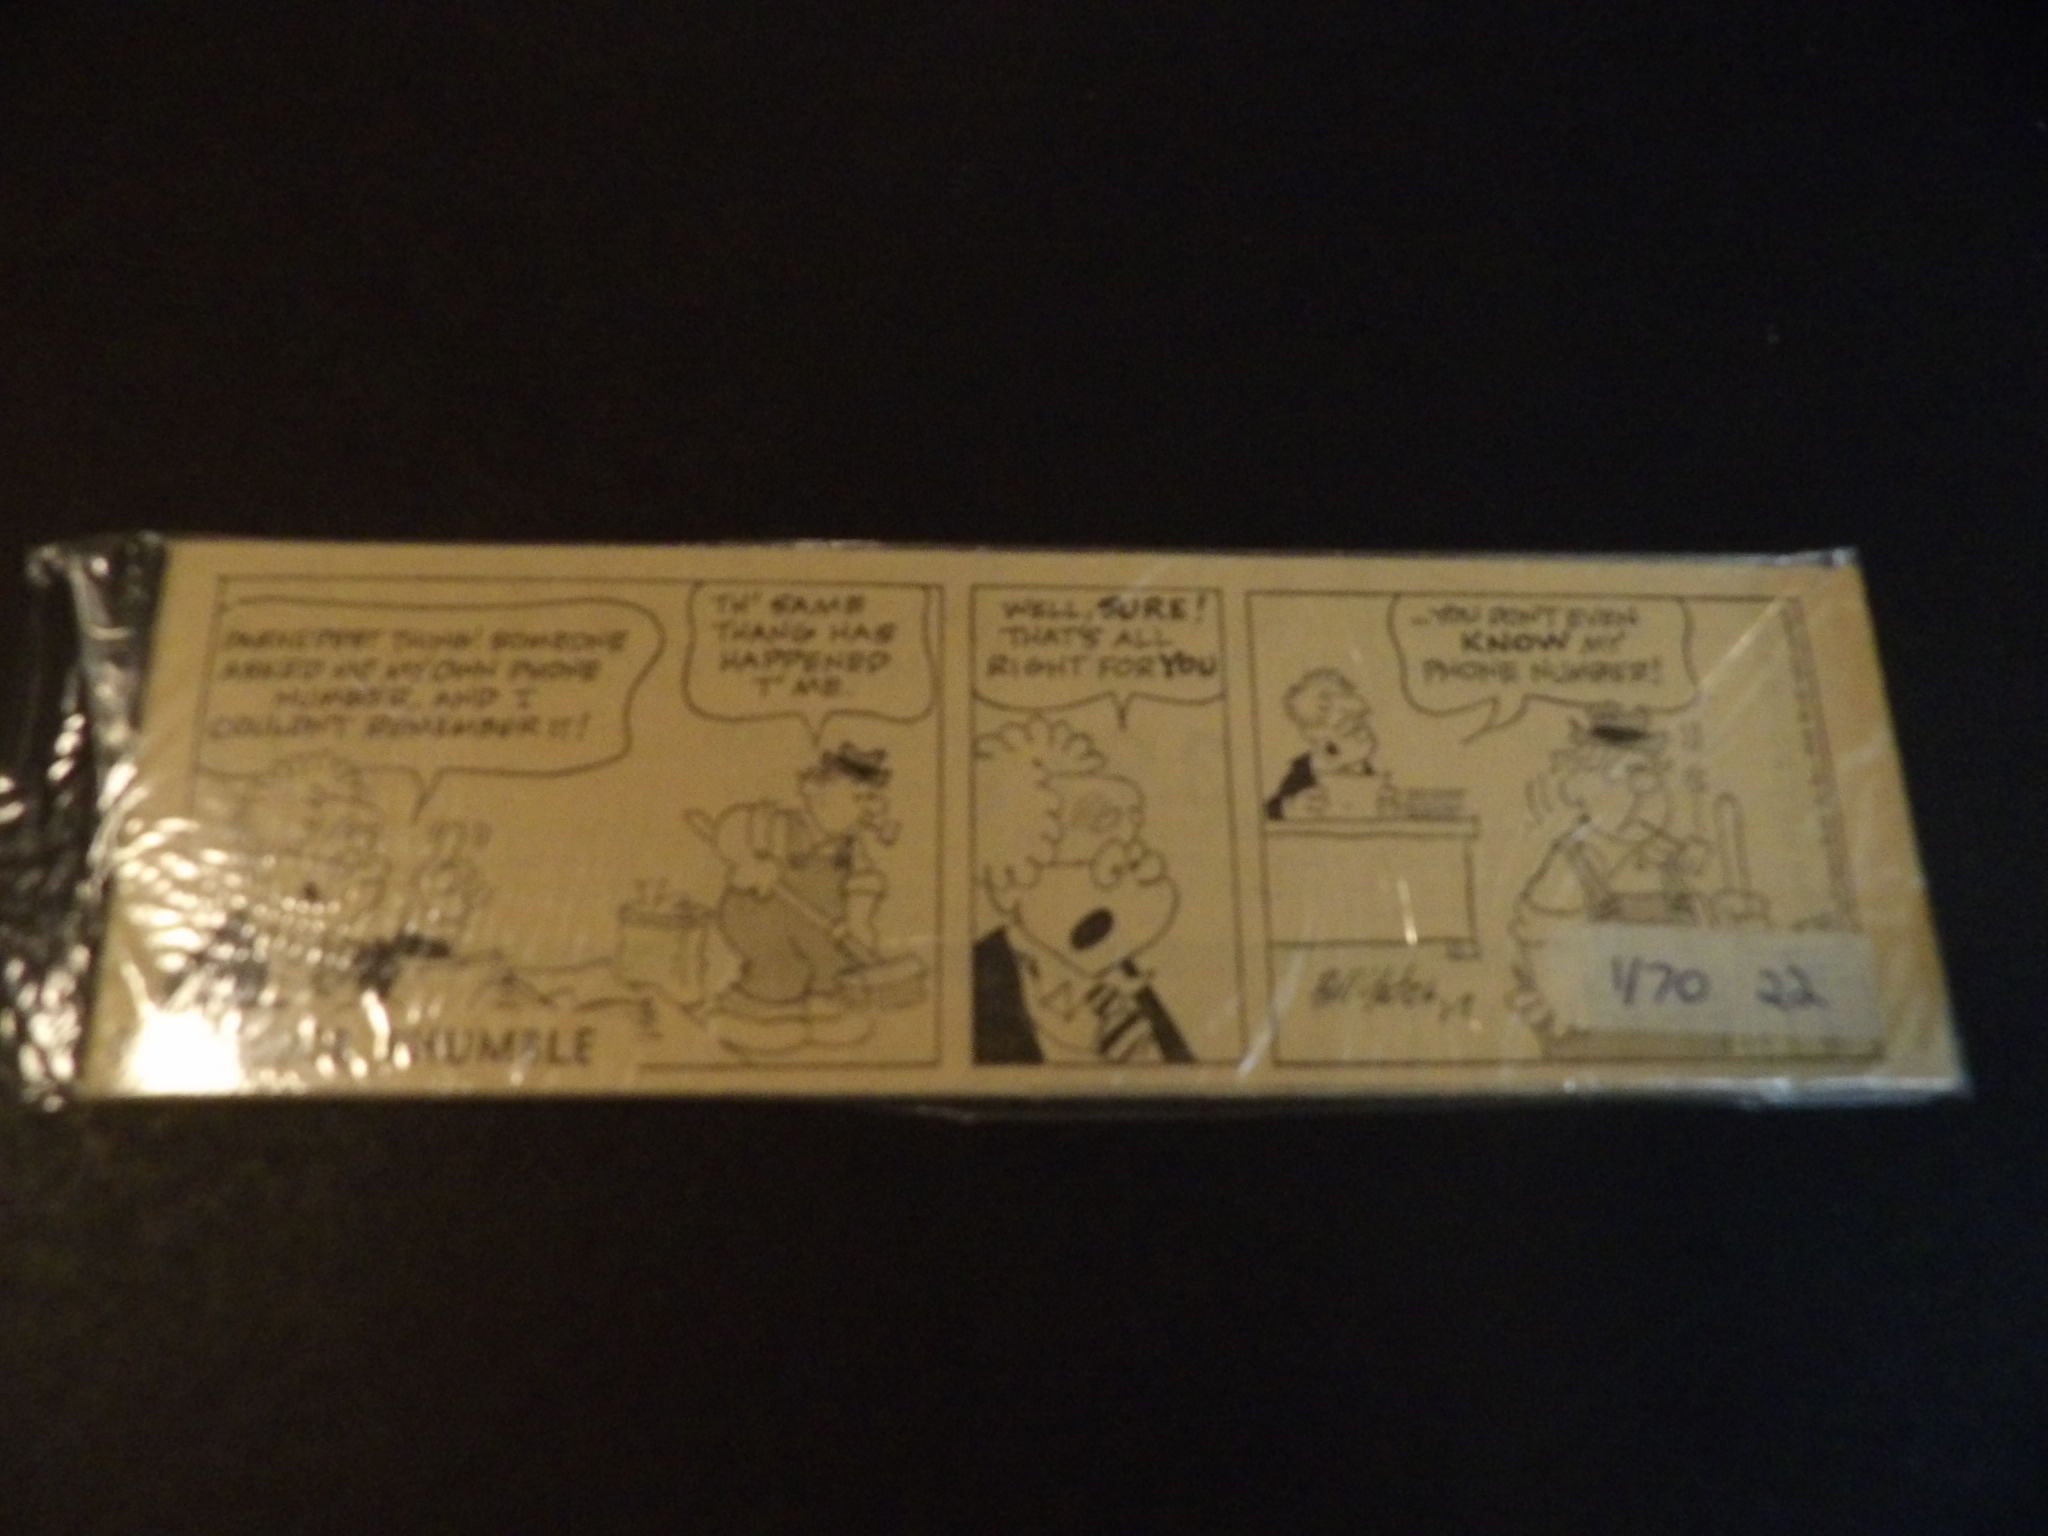 THING SOMEONE
ASKED ME MY OWN PHONE
NUMBER, AND I
COULDN'T REMEMBER IT!
TH' SAME
THANG HAS
HAPPENED
T' ME.
WELL, SURE!
THAT'S ALL
RIGHT FOR YOU
...YOU DON'T EVEN
KNOW MY
PHONE NUMBER!
HUMBLE
1/70 22